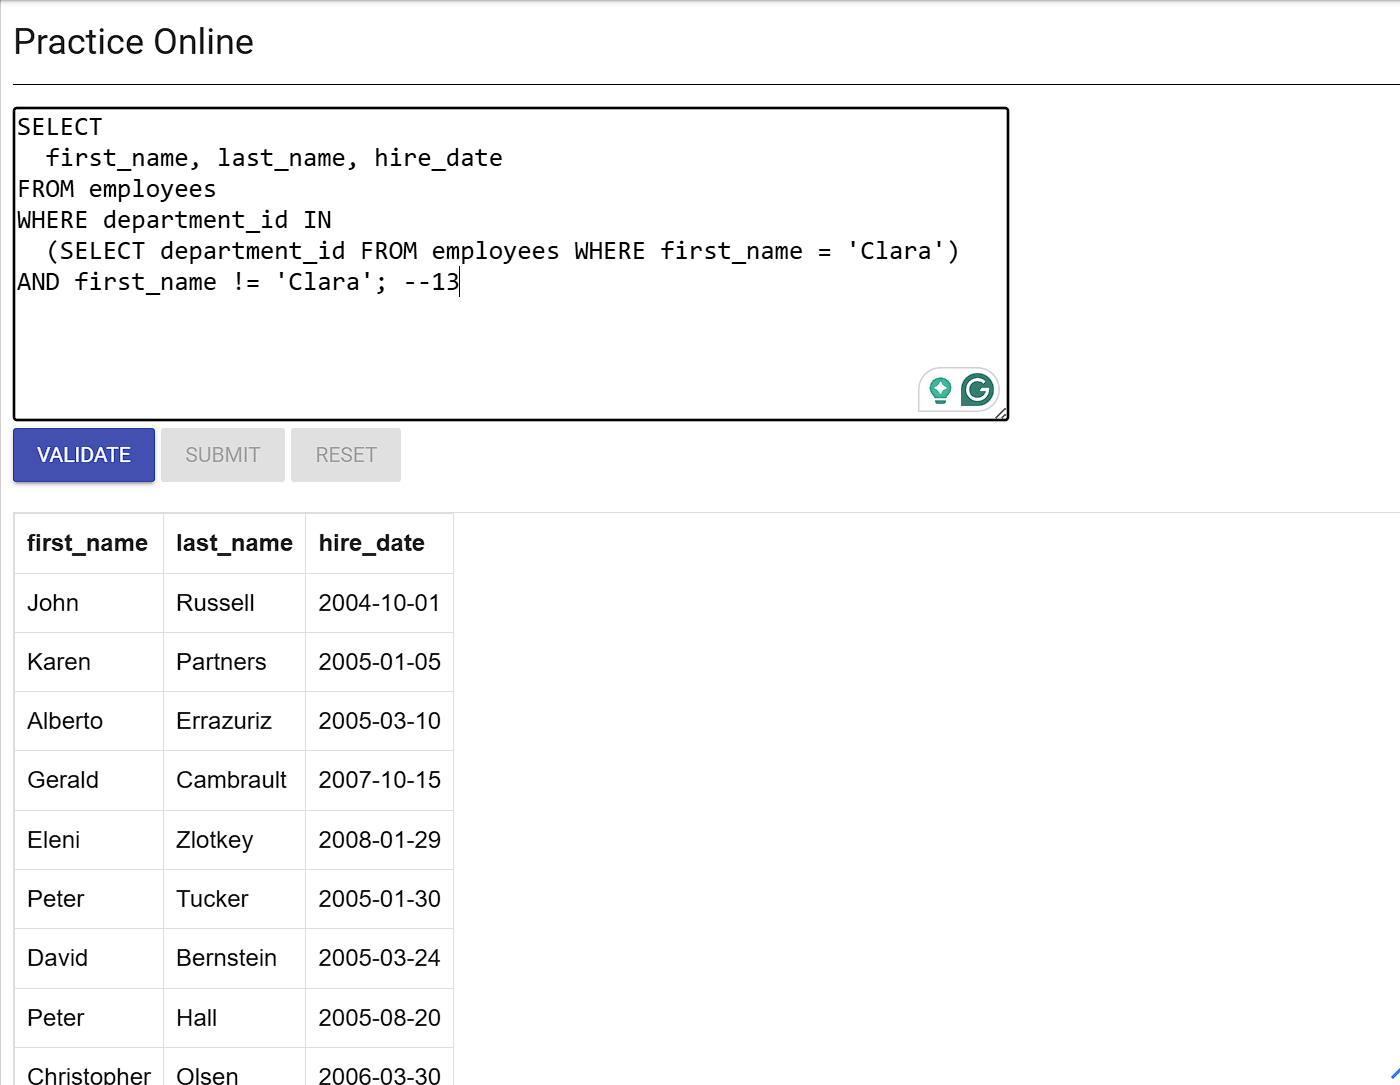 Practice Online
SELECT
first_name, last_name, hire_date
FROM employees
WHERE department_id IN
(SELECT department_id FROM employees WHERE first_name = 'Clara')
AND first_name != 'Clara'; --13
VALIDATE SUBMIT RESET
first_name last_name hire_date
John Russell 2004-10-01
Karen Partners 2005-01-05
Alberto Errazuriz 2005-03-10
Gerald Cambrault 2007-10-15
Eleni Zlotkey 2008-01-29
Peter Tucker 2005-01-30
David Bernstein 2005-03-24
Peter Hall 2005-08-20
Christopher Olsen 2006-03-30